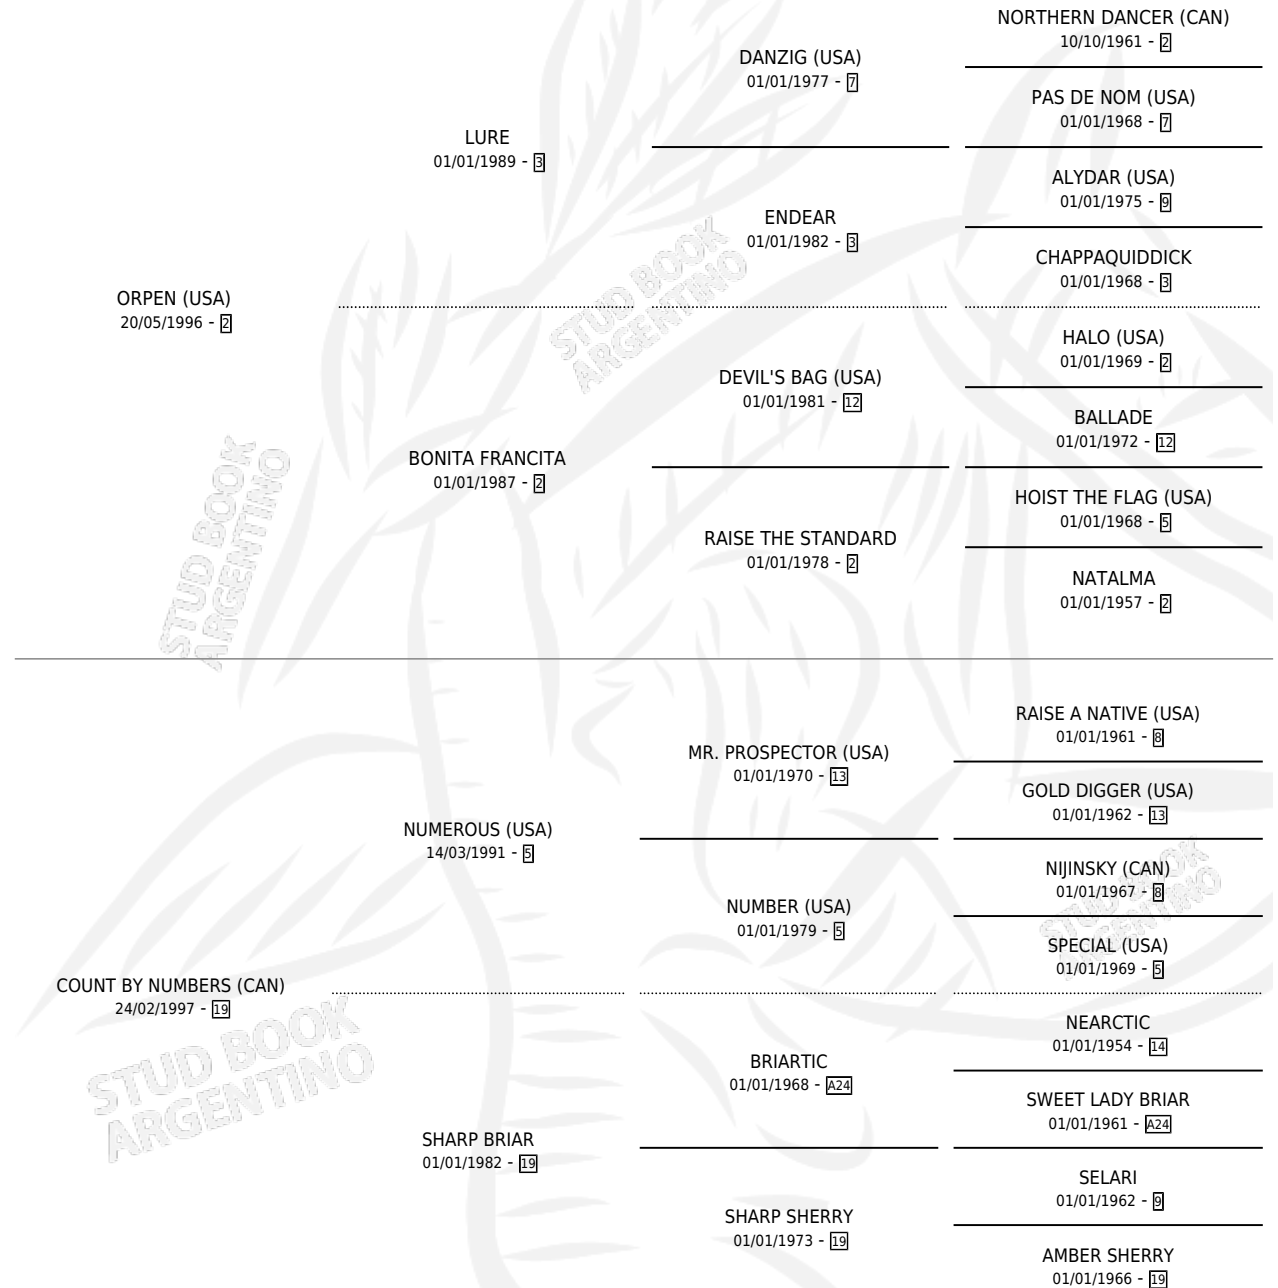 NORTHERN DANCER (CAN)
10/10/1961 - 2
DANZIG (USA)
01/01/1977 - 7
PAS DE NOM (USA)
01/01/1968 - 7
LURE
01/01/1989 - 3
ALYDAR (USA)
01/01/1975 - 9
ENDEAR
01/01/1982 - 3
CHAPPAQUIDDICK
01/01/1968 - 3
ORPEN (USA)
20/05/1996 - 2
STUD BOOK
ARGENTINO
HALO (USA)
01/01/1969 - 2
DEVIL'S BAG (USA)
01/01/1981 - 12
BALLADE
01/01/1972 - 12
BONITA FRANCITA
01/01/1987 - 2
HOIST THE FLAG (USA)
01/01/1968 - 5
RAISE THE STANDARD
01/01/1978 - 2
NATALMA
01/01/1957 - 2
STUD BOOK
ARGENTINO
RAISE A NATIVE (USA)
01/01/1961 - 8
MR. PROSPECTOR (USA)
01/01/1970 - 13
GOLD DIGGER (USA)
01/01/1962 - 13
NUMEROUS (USA)
14/03/1991 - 5
NIJINSKY (CAN)
01/01/1967 - 8
NUMBER (USA)
01/01/1979 - 5
SPECIAL (USA)
01/01/1969 - 5
STUD BOOK
ARGENTINO
COUNT BY NUMBERS (CAN)
24/02/1997 - 19
NEARCTIC
01/01/1954 - 14
BRIARTIC
01/01/1968 - A24
SWEET LADY BRIAR
01/01/1961 - A24
STUD BOOK
ARGENTINO
SHARP BRIAR
01/01/1982 - 19
SELARI
01/01/1962 - 9
SHARP SHERRY
01/01/1973 - 19
AMBER SHERRY
01/01/1966 - 19